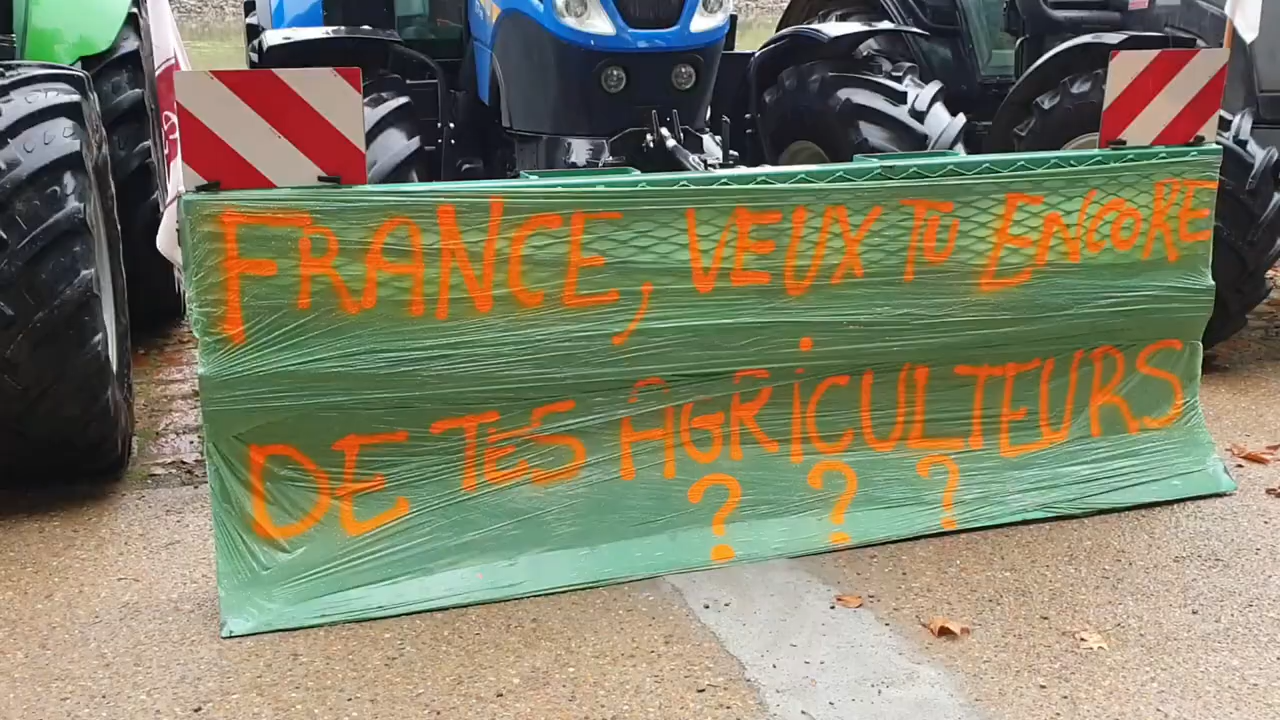 FRANCE, VEUX TU ENCORE
DE TES AGRiCULTEURS
? ? ?